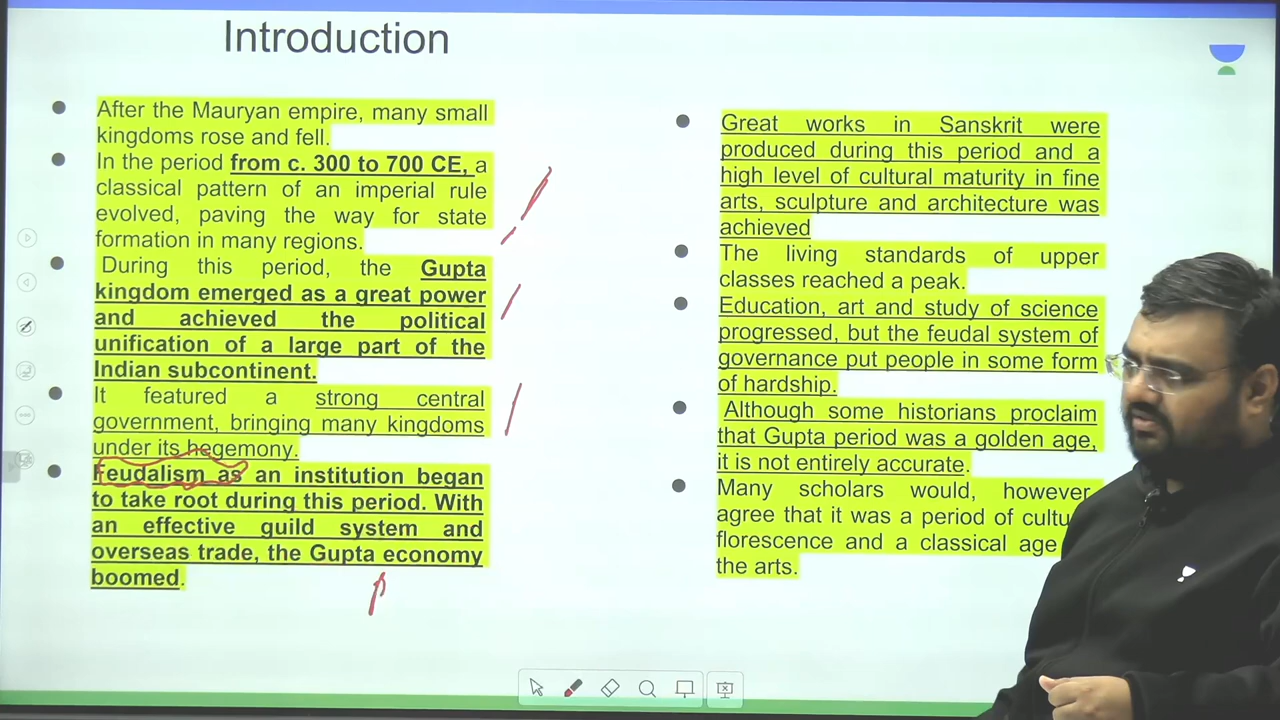 Introduction
After the Mauryan empire, many small
kingdoms rose and fell.
In the period from c. 300 to 700 CE, a
classical pattern of an imperial rule
evolved, paving the way for state
formation in many regions.
During this period, the Gupta
kingdom emerged as a great power
and achieved the political
unification of a large part of the
Indian subcontinent.
It featured a strong central
government, bringing many kingdoms
under its hegemony.
Feudalism as an institution began
to take root during this period. With
an effective guild system and
overseas trade, the Gupta economy
boomed.
Great works in Sanskrit were
produced during this period and a
high level of cultural maturity in fine
arts, sculpture and architecture was
achieved
The living standards of upper
classes reached a peak.
Education, art and study of science
progressed, but the feudal system of
governance put people in some form
of hardship.
Although some historians proclaim
that Gupta period was a golden age,
it is not entirely accurate.
Many scholars would, however,
agree that it was a period of
florescence and a classical age
the arts.